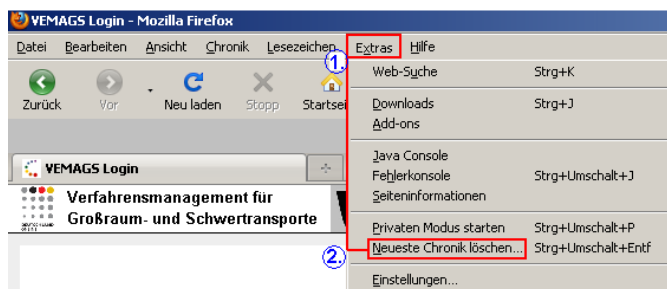 VEMAGS Login - Mozilla Firefox
Datei Bearbeiten Ansicht Chronik Lesezeichen Extras Hilfe
1.
Zurück Vor Neu laden Stopp Startsei
Web-Suche Strg+K
Downloads Strg+J
Add-ons
Java Console
Fehlerkonsole Strg+Umschalt+J
Seiteninformationen
Privaten Modus starten Strg+Umschalt+P
2.
Neueste Chronik löschen... Strg+Umschalt+Entf
Einstellungen...
VEMAGS Login
Verfahrensmanagement für
Großraum- und Schwertransporte